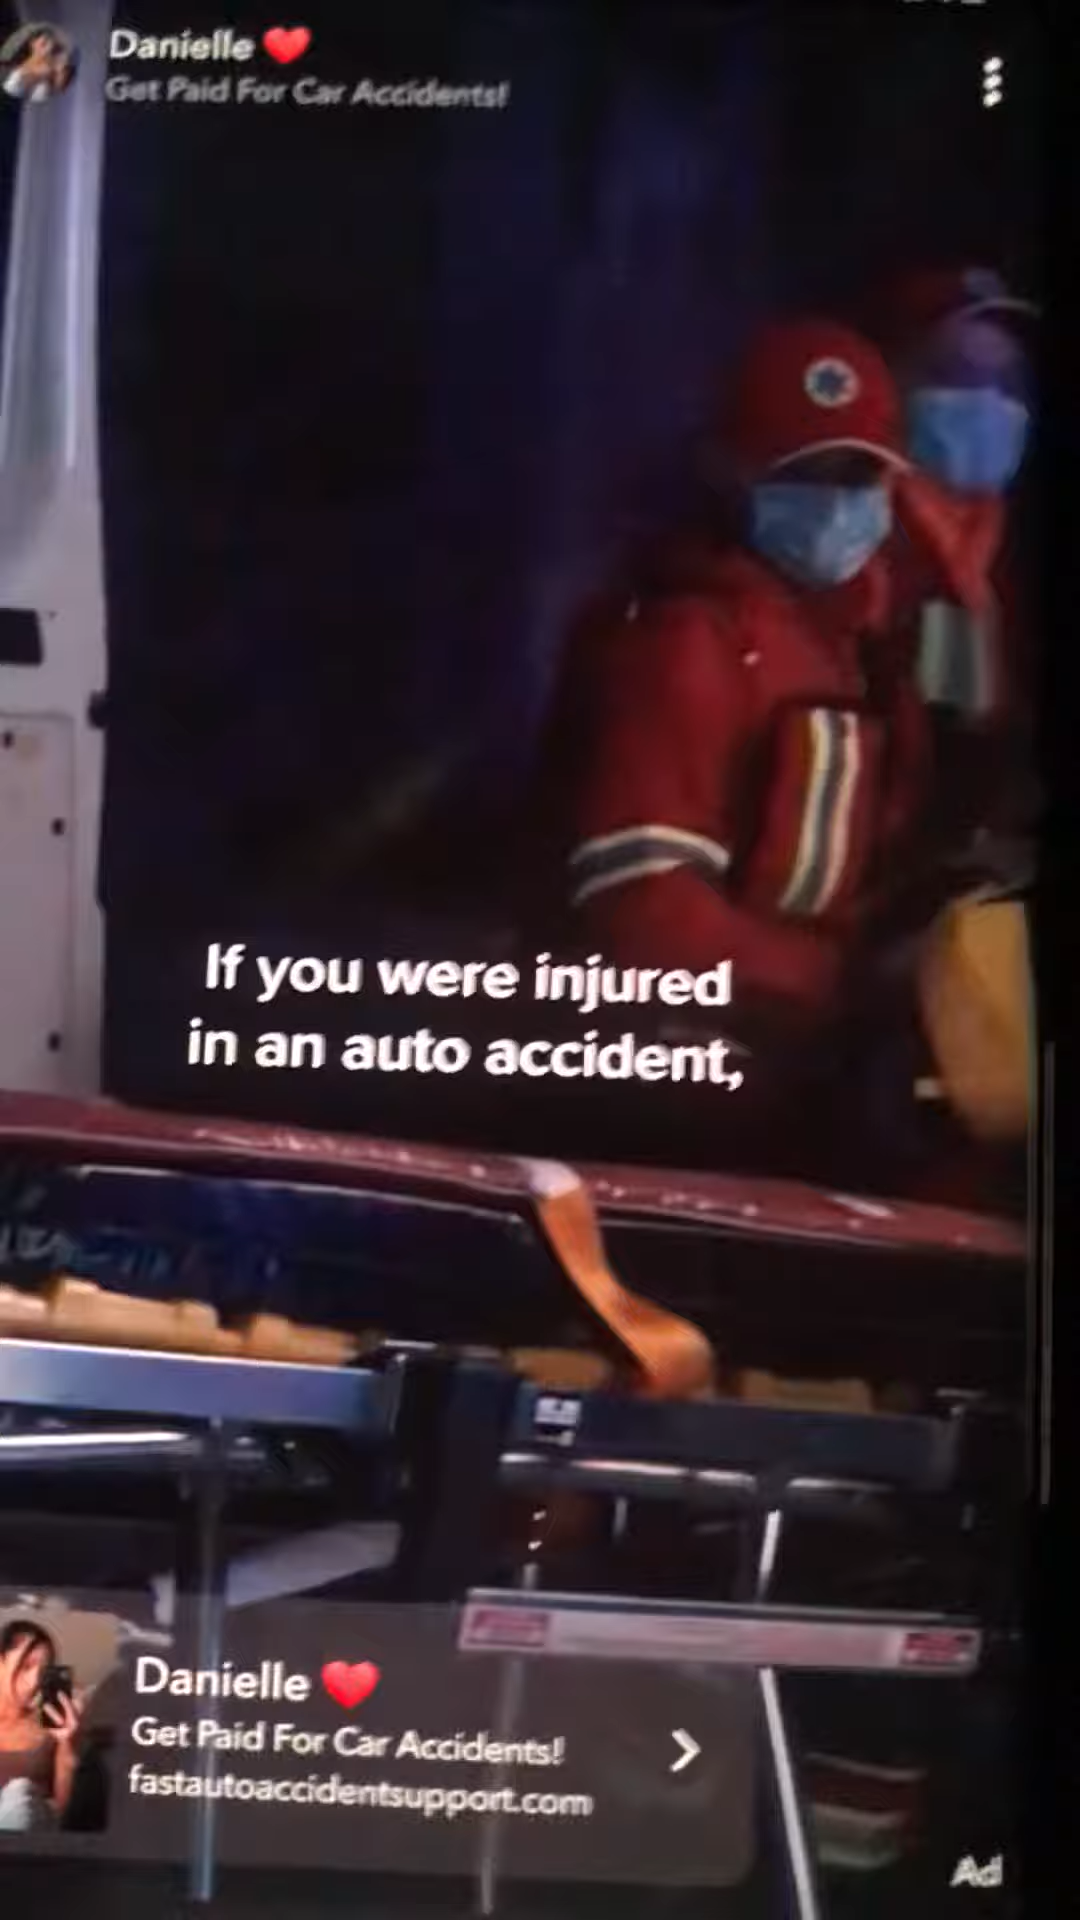 Danielle ❤️
Get Paid For Car Accidents!
If you were injured
in an auto accident,
Danielle ❤️
Get Paid For Car Accidents!
fastautoaccidentsupport.com
Ad